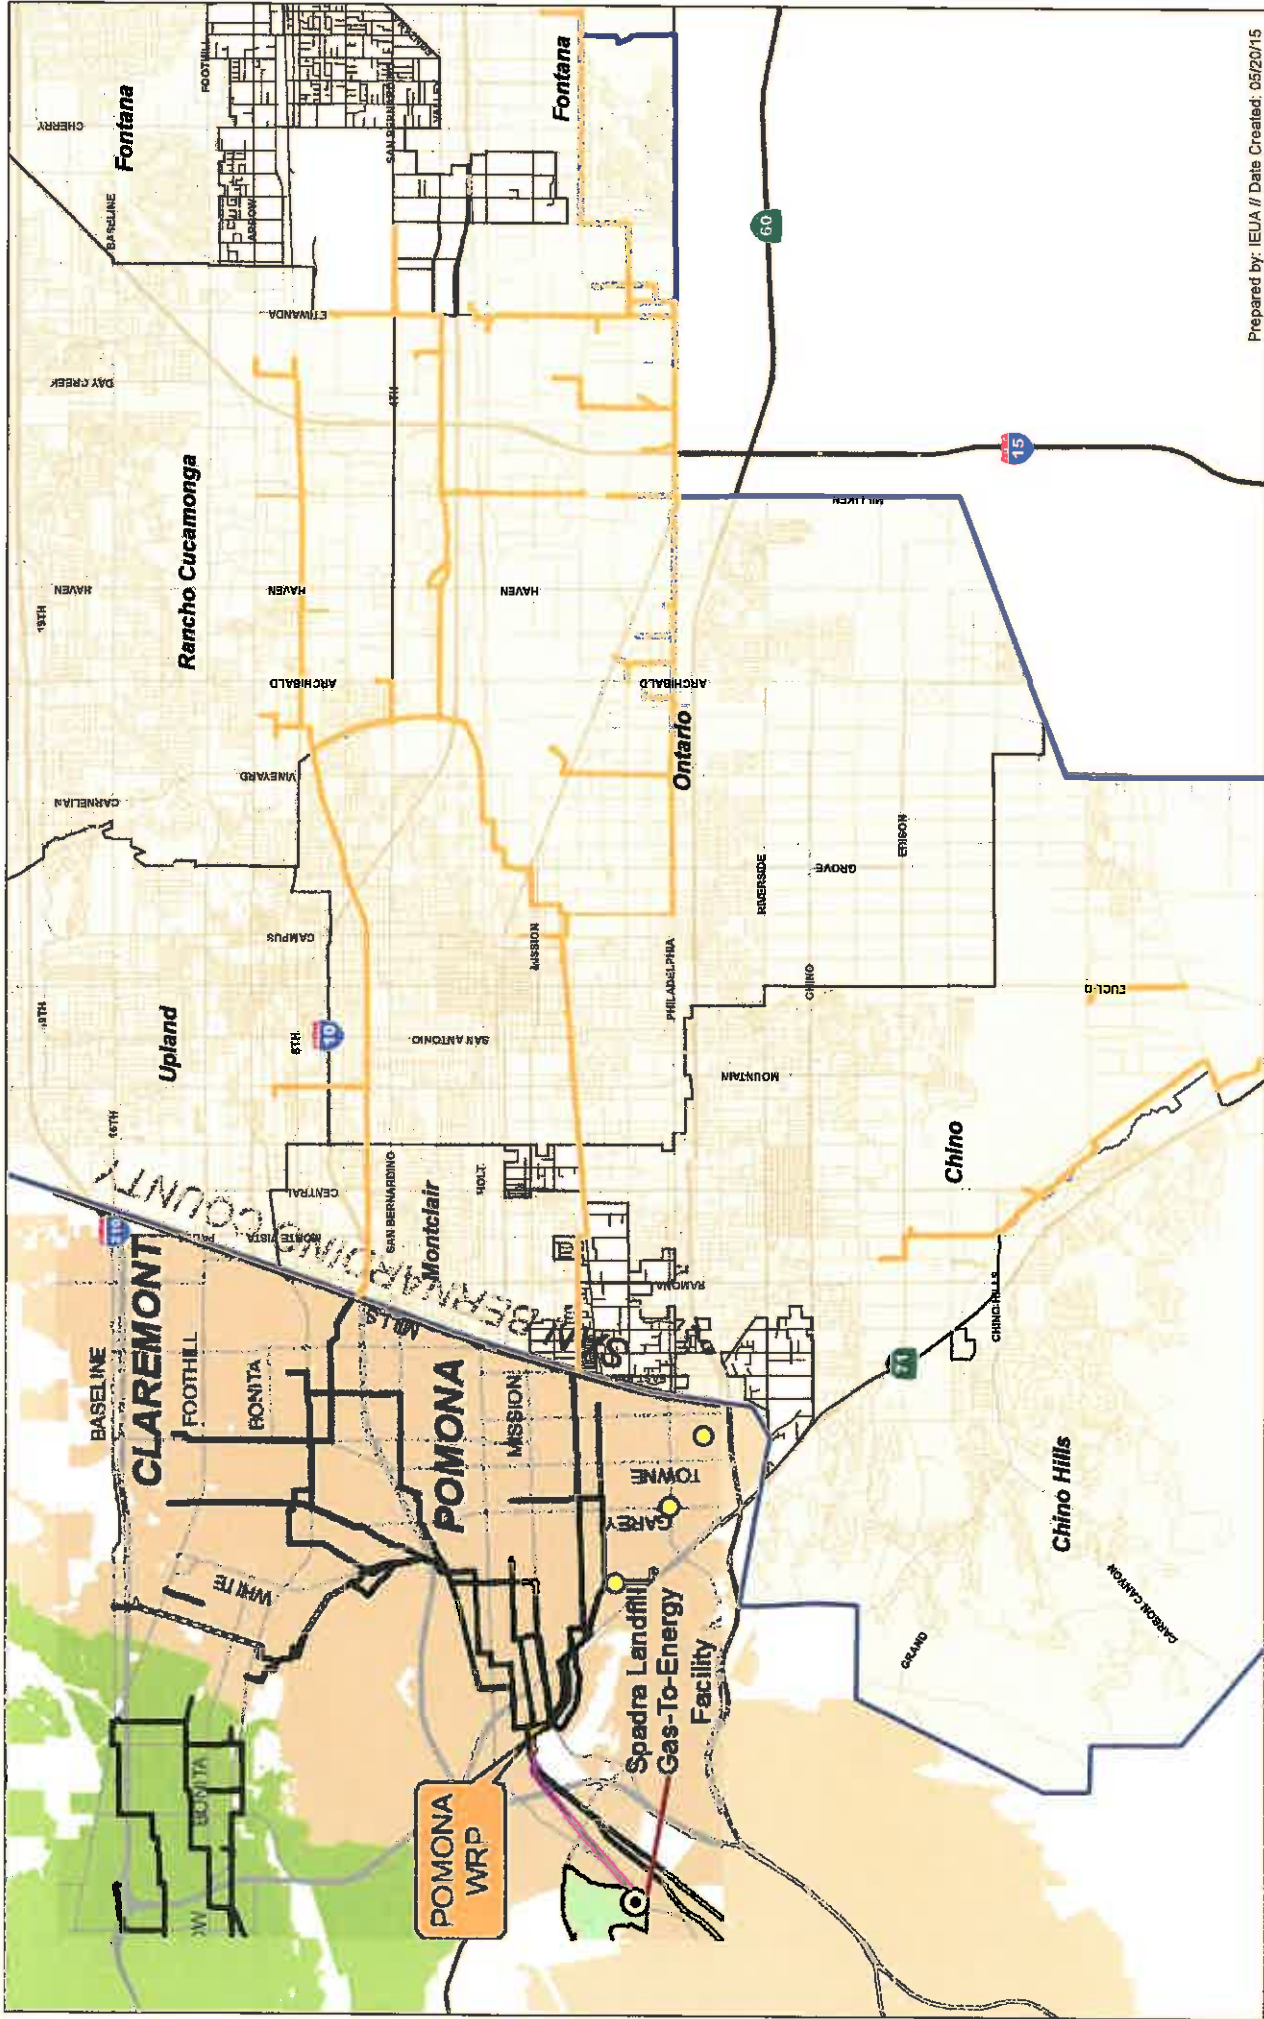 CHERRY
FOOTHILL
Fontana
BASELINE
ARROW
SAN BERNARDINO
VALLEY
Fontana
60
ETIWANDA
DAY CREEK
4TH
Rancho Cucamonga
15
MILLIKEN
19TH
HAVEN
HAVEN
HAVEN
ARCHIBALD
ARCHIBALD
Ontario
VINEYARD
CARNELIAN
RIVERSIDE
GROVE
EDISON
CAMPUS
MISSION
PHILADELPHIA
CHINO
EUCLID
Upland
8TH
10
SAN ANTONIO
MOUNTAIN
16TH
CENTRAL
SAN BERNARDINO
HOLT
Montclair
MONTE VISTA
PADUA
RAMONA
Chino
CHINO HILLS
SAN BERNARDINO COUNTY
MILLS
210
BASELINE
CLAREMONT
FOOTHILL
BONITA
POMONA
MISSION
TOWNE
GAREY
WHITE
71
Chino Hills
CARBON CANYON
GRAND
Spadra Landfill
Gas-To-Energy
Facility
POMONA
WRP
BONITA
Prepared by: IEUA // Date Created: 05/20/15